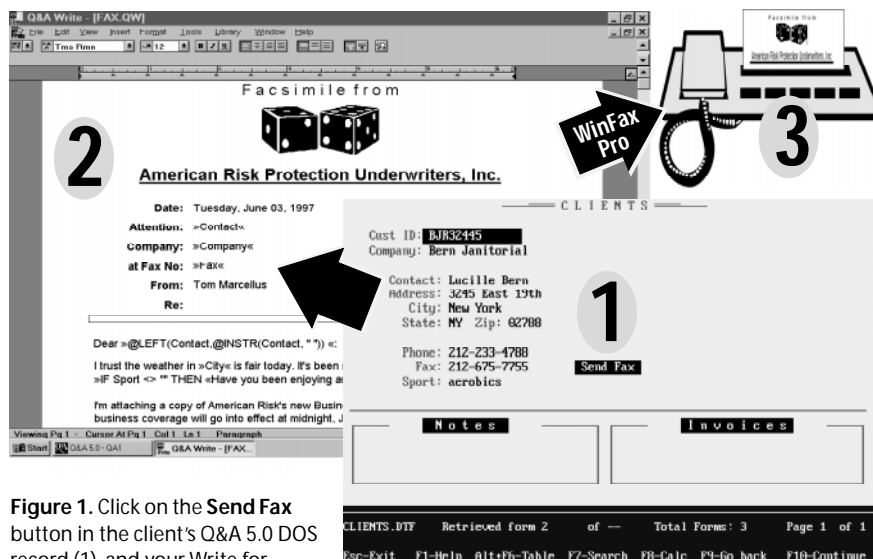 Q&A Write - [FAX.QW]
File Edit View Insert Format Tools Library Window Help
Tms Rmn 12 B I U
Facsimile from
2
American Risk Protection Underwriters, Inc.
Date: Tuesday, June 03, 1997
Attention: »Contact«
Company: »Company«
at Fax No: »Fax«
From: Tom Marcellus
Re:
Dear »@LEFT(Contact,@INSTR(Contact, " ")) «:
I trust the weather in »City« is fair today. It's been
»IF Sport <> "" THEN «Have you been enjoying a
I'm attaching a copy of American Risk's new Busin
business coverage will go into effect at midnight, J
Viewing Pg 1 - Cursor At Pg 1 Col 1 Ln 1 Paragraph
Start Q&A 5.0 - QA1 Q&A Write - [FAX...
WinFax Pro
Facsimile from
American Risk Protection Underwriters, Inc.
3
CLIENTS
Cust ID: BJR32445
Company: Bern Janitorial
Contact: Lucille Bern
Address: 3245 East 19th
City: New York
State: NY Zip: 02788
Phone: 212-233-4788
Fax: 212-675-7755
Sport: aerobics
1
Send Fax
Notes
Invoices
CLIENTS.DTF Retrieved form 2 of -- Total Forms: 3 Page 1 of 1
Esc-Exit F1-Help Alt+F6-Table F7-Search F8-Calc F9-Go back F10-Continue
Figure 1. Click on the Send Fax
button in the client's Q&A 5.0 DOS
record (1), and your Write for